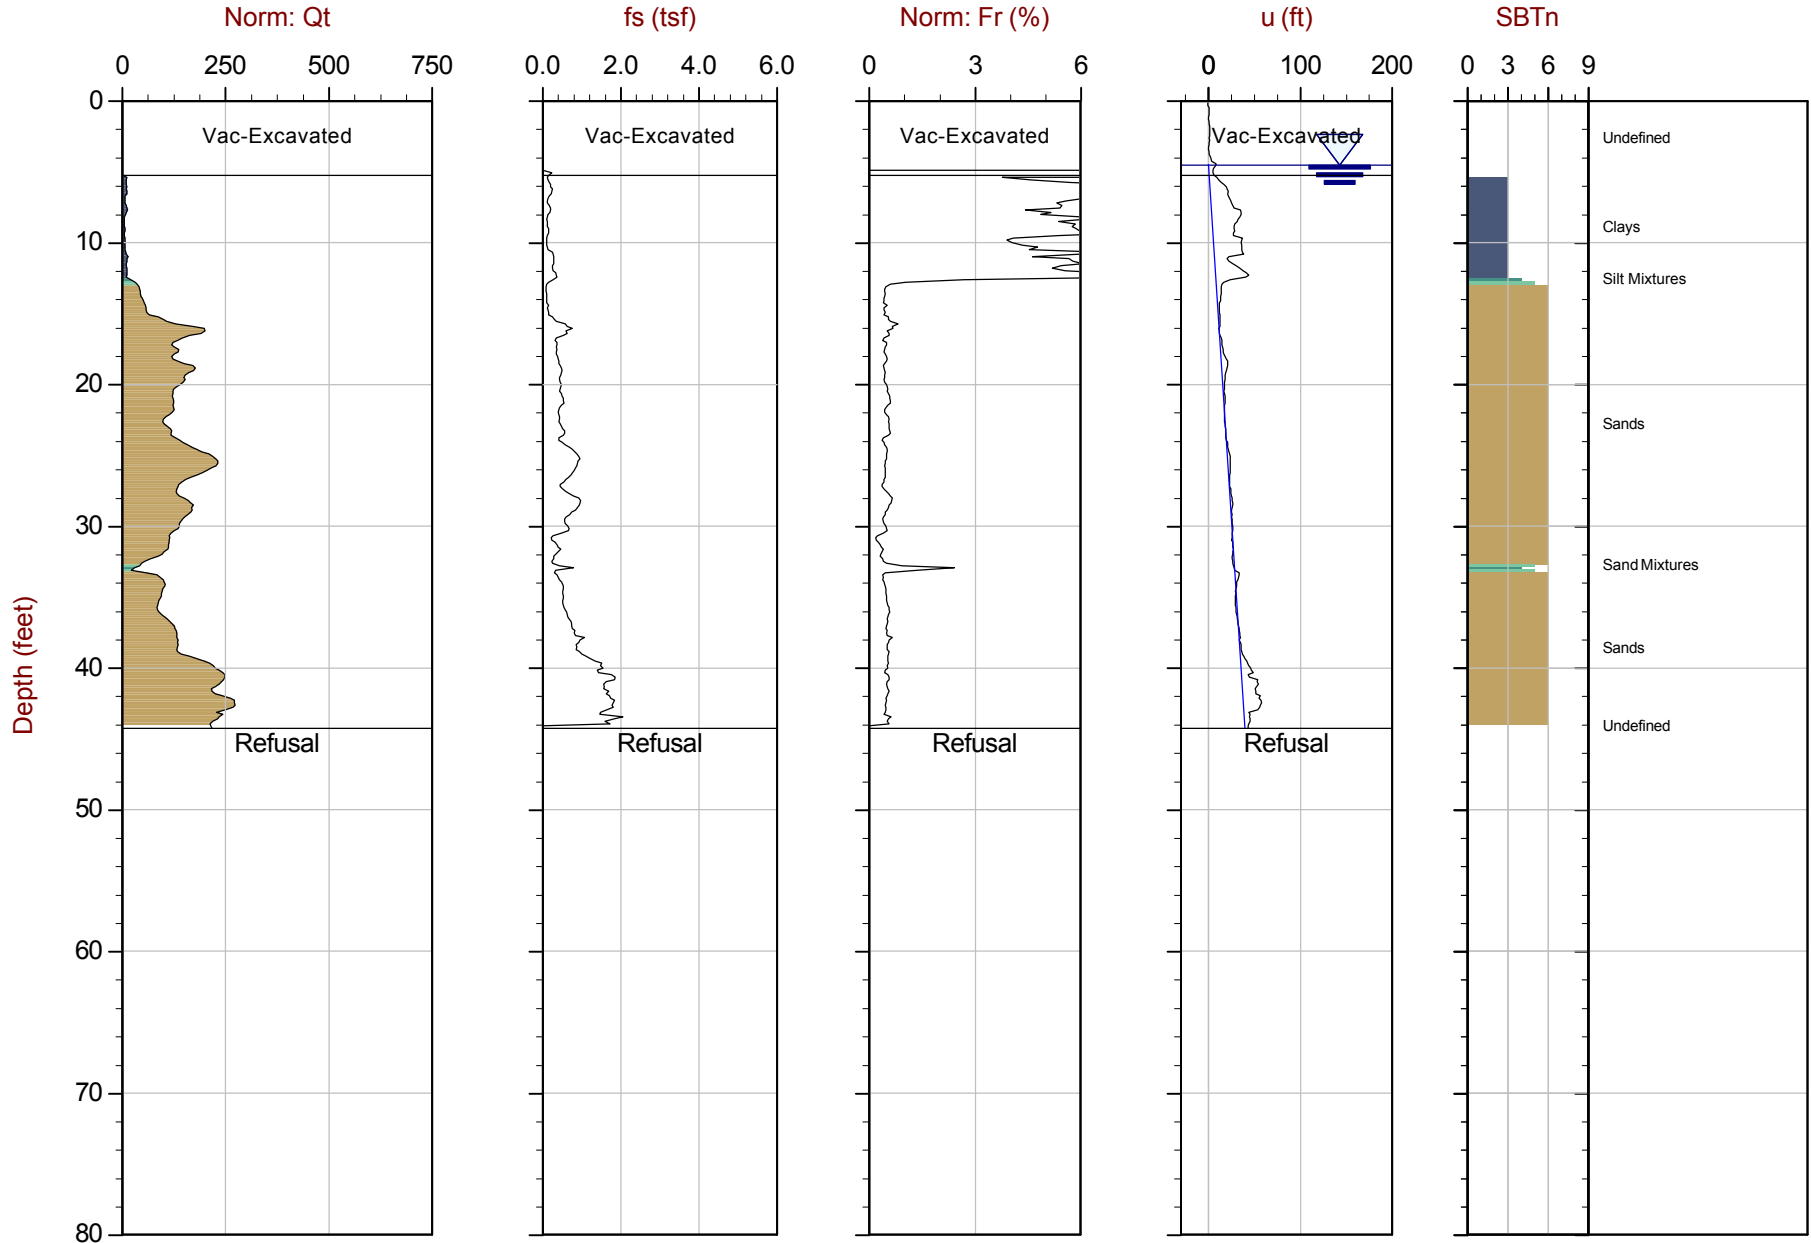 Norm: Qt fs (tsf) Norm: Fr (%) u (ft) SBTn
0 250 500 750 0.0 2.0 4.0 6.0 0 3 6 0 100 200 0 3 6 9
0
Vac-Excavated Vac-Excavated Vac-Excavated Vac-Excavated Undefined
Clays
10
Silt Mixtures
20
Sands
30
Sand Mixtures
Depth (feet)
Sands
40
Undefined
Refusal Refusal Refusal Refusal
50
60
70
80